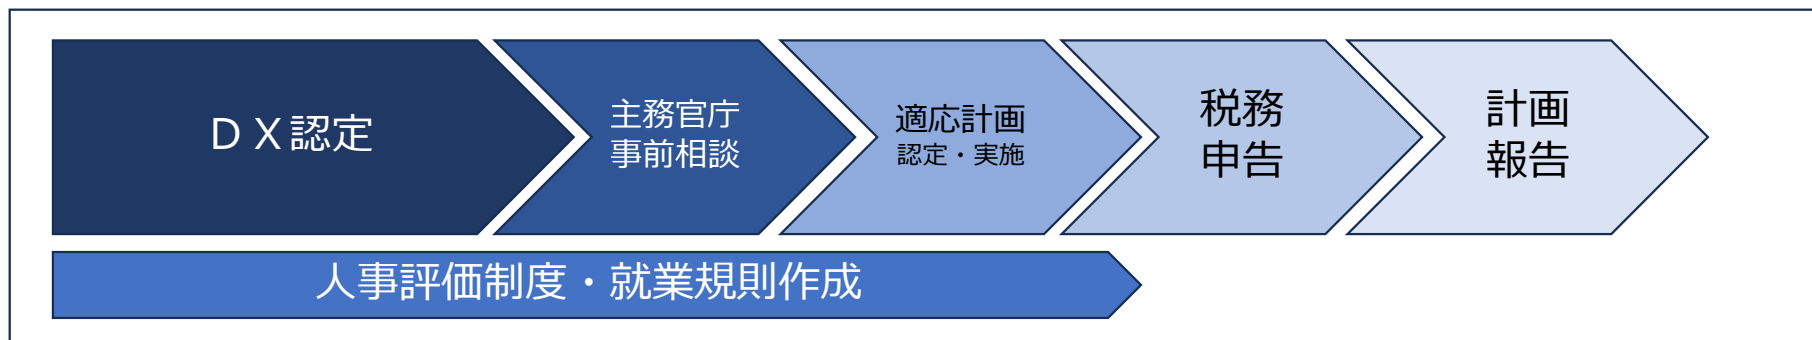 ＤＸ認定
主務官庁
事前相談
適応計画
認定・実施
税務
申告
計画
報告
人事評価制度・就業規則作成